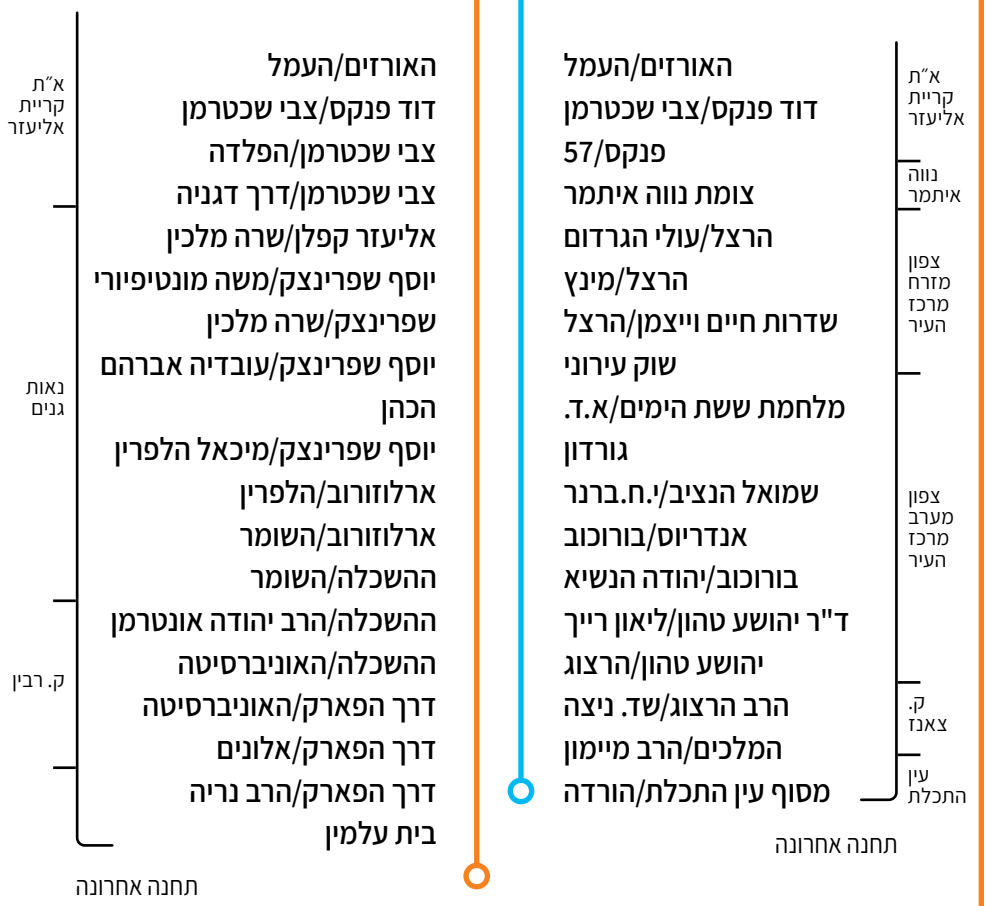 א״ת
קריית
אליעזר
נווה
איתמר
צפון
מזרח
מרכז
העיר
צפון
מערב
מרכז
העיר
ק.
צאנז
עין
התכלת
האורזים/העמל
דוד פנקס/צבי שכטרמן
פנקס/57
צומת נווה איתמר
הרצל/עולי הגרדום
הרצל/מינץ
שדרות חיים וייצמן/הרצל
שוק עירוני
מלחמת ששת הימים/א.ד.
גורדון
שמואל הנציב/י.ח.ברנר
אנדריוס/בורוכוב
בורוכוב/יהודה הנשיא
ד"ר יהושע טהון/ליאון רייך
יהושע טהון/הרצוג
הרב הרצוג/שד. ניצה
המלכים/הרב מיימון
מסוף עין התכלת/הורדה
תחנה אחרונה
האורזים/העמל
דוד פנקס/צבי שכטרמן
צבי שכטרמן/הפלדה
צבי שכטרמן/דרך דגניה
אליעזר קפלן/שרה מלכין
יוסף שפרינצק/משה מונטיפיורי
שפרינצק/שרה מלכין
יוסף שפרינצק/עובדיה אברהם
הכהן
יוסף שפרינצק/מיכאל הלפרין
ארלוזורוב/הלפרין
ארלוזורוב/השומר
ההשכלה/השומר
ההשכלה/הרב יהודה אונטרמן
ההשכלה/האוניברסיטה
דרך הפארק/האוניברסיטה
דרך הפארק/אלונים
דרך הפארק/הרב נריה
בית עלמין
תחנה אחרונה
א״ת
קריית
אליעזר
נאות
גנים
ק. רבין